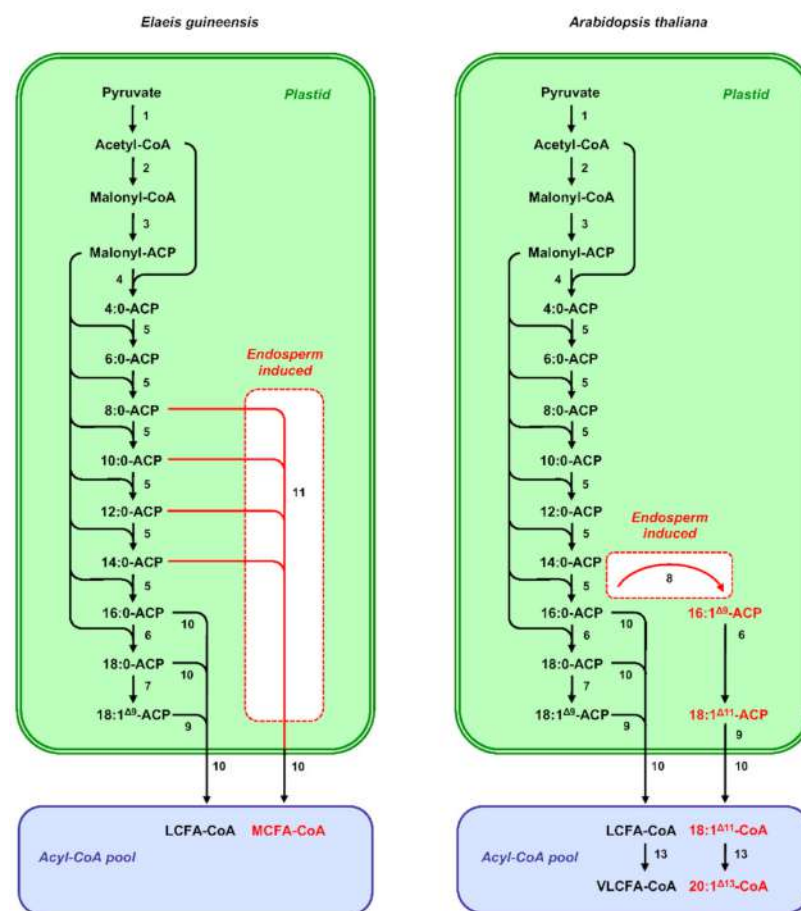 Elaeis guineensis
Plastid
Pyruvate
1
Acetyl-CoA
2
Malonyl-CoA
3
Malonyl-ACP
4
4:0-ACP
5
6:0-ACP
5
Endosperm
induced
8:0-ACP
5
10:0-ACP
5
11
12:0-ACP
5
14:0-ACP
5
16:0-ACP
10
6
18:0-ACP
10
7
18:1Δ9-ACP
9
10
10
LCFA-CoA MCFA-CoA
Acyl-CoA pool
Arabidopsis thaliana
Plastid
Pyruvate
1
Acetyl-CoA
2
Malonyl-CoA
3
Malonyl-ACP
4
4:0-ACP
5
6:0-ACP
5
8:0-ACP
5
10:0-ACP
5
12:0-ACP
5
Endosperm
induced
14:0-ACP
8
5
16:0-ACP
10
16:1Δ9-ACP
6
6
18:0-ACP
10
7
18:1Δ9-ACP
9
18:1Δ11-ACP
9
10
10
LCFA-CoA 18:1Δ11-CoA
13
13
Acyl-CoA pool
VLCFA-CoA 20:1Δ13-CoA